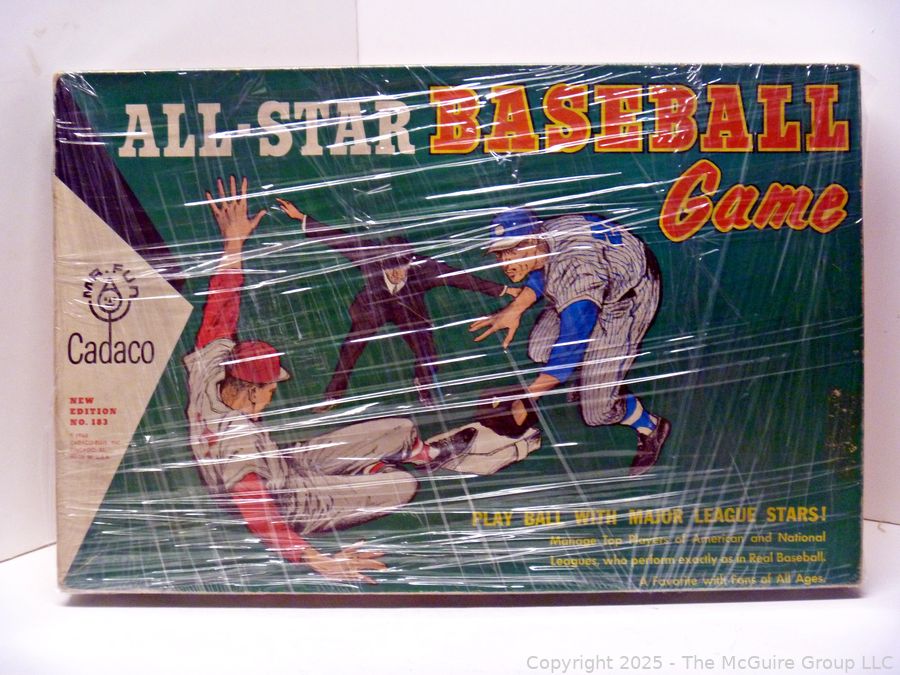 ALL-STAR BASEBALL
Game
MR. FUN
Cadaco
NEW
EDITION
NO. 183
PLAY BALL WITH MAJOR LEAGUE STARS!
Manage Top Players of American and National
Leagues, who perform exactly as in Real Baseball.
A Favorite with Fans of All Ages.
Copyright 2025 - The McGuire Group LLC